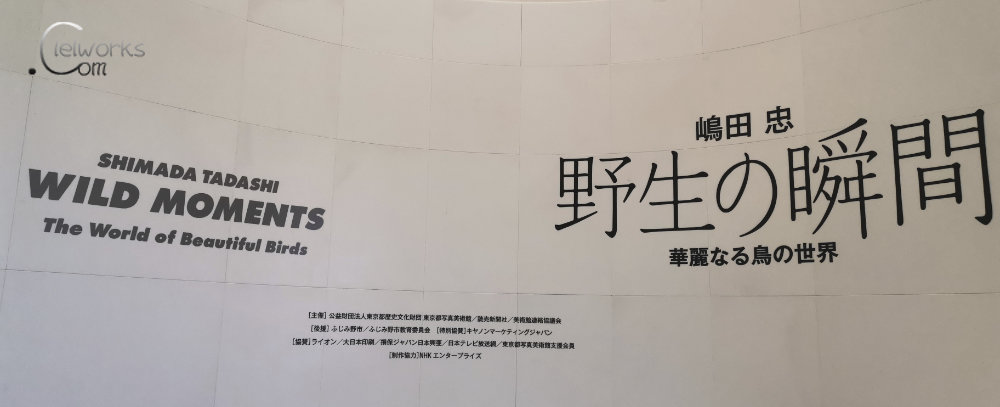 Cielworks
.Com
SHIMADA TADASHI
WILD MOMENTS
The World of Beautiful Birds
嶋田 忠
野生の瞬間
華麗なる鳥の世界
[主催] 公益財団法人東京都歴史文化財団 東京都写真美術館／読売新聞社／美術館連絡協議会
[後援] ふじみ野市／ふじみ野市教育委員会 [特別協賛]キヤノンマーケティングジャパン
[協賛]ライオン／大日本印刷／損保ジャパン日本興亜／日本テレビ放送網／東京都写真美術館支援会員
[制作協力]NHKエンタープライズ